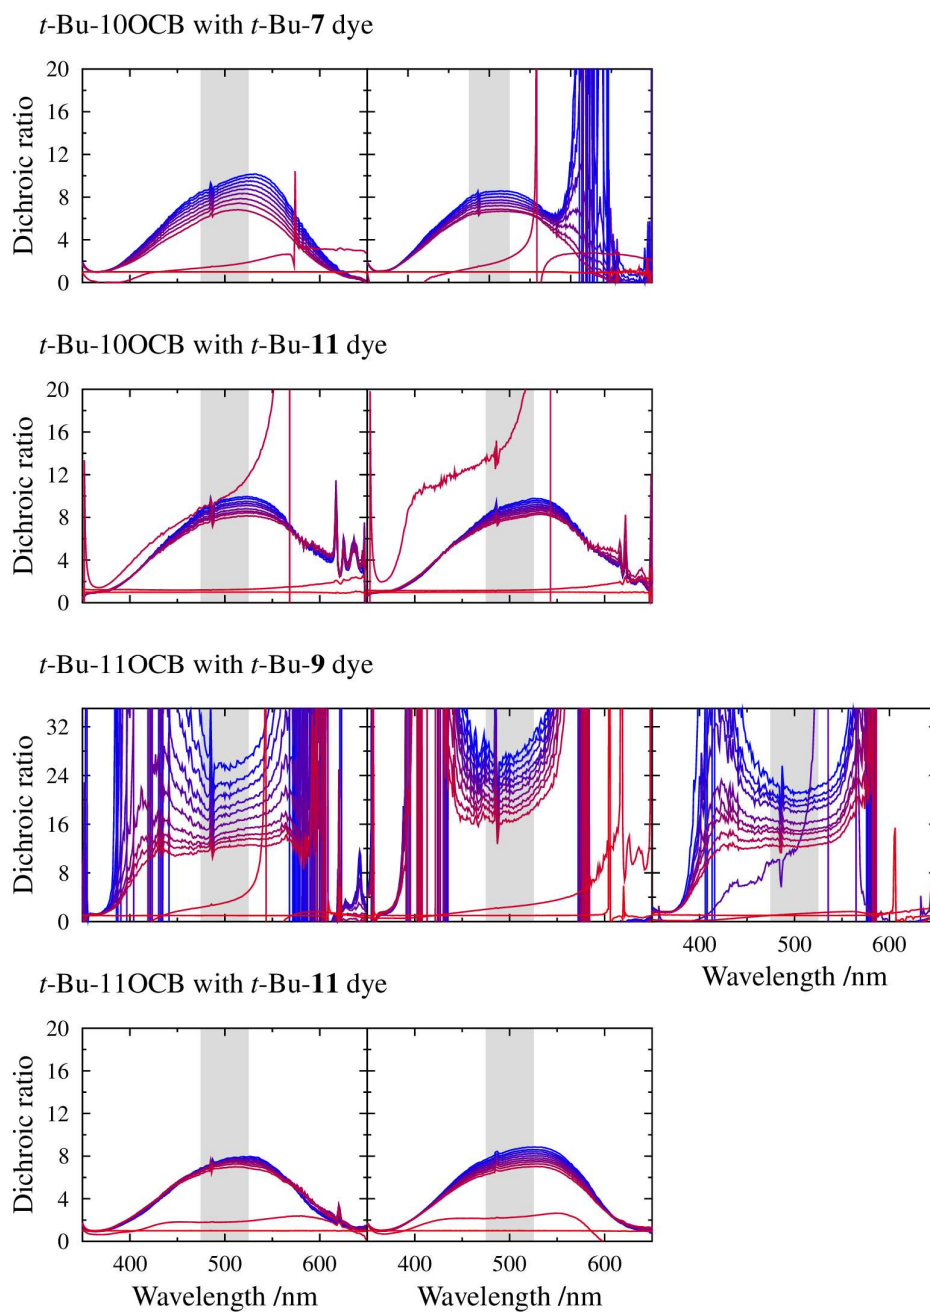 t-Bu-10OCB with t-Bu-7 dye
20
16
12
8
4
0
Dichroic ratio
t-Bu-10OCB with t-Bu-11 dye
20
16
12
8
4
0
Dichroic ratio
t-Bu-11OCB with t-Bu-9 dye
32
24
16
8
0
Dichroic ratio
400 500 600
Wavelength /nm
t-Bu-11OCB with t-Bu-11 dye
20
16
12
8
4
0
Dichroic ratio
400 500 600 400 500 600
Wavelength /nm Wavelength /nm